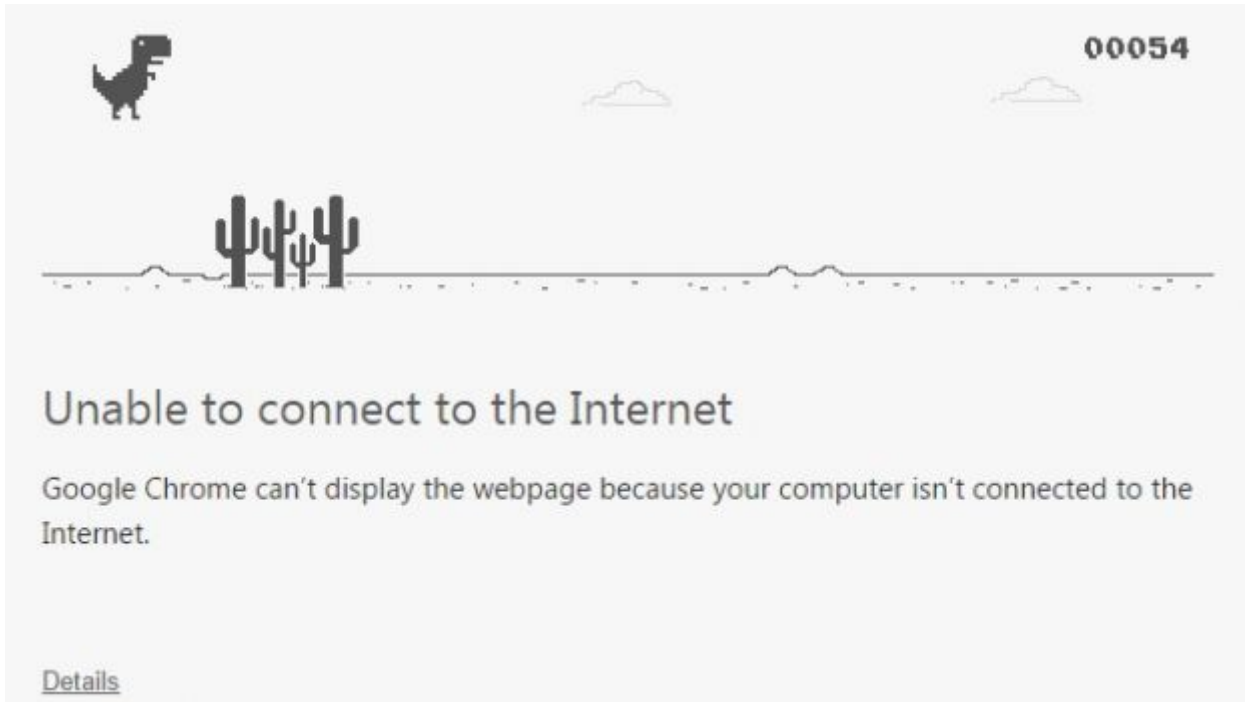 00054
Unable to connect to the Internet
Google Chrome can't display the webpage because your computer isn't connected to the
Internet.
Details